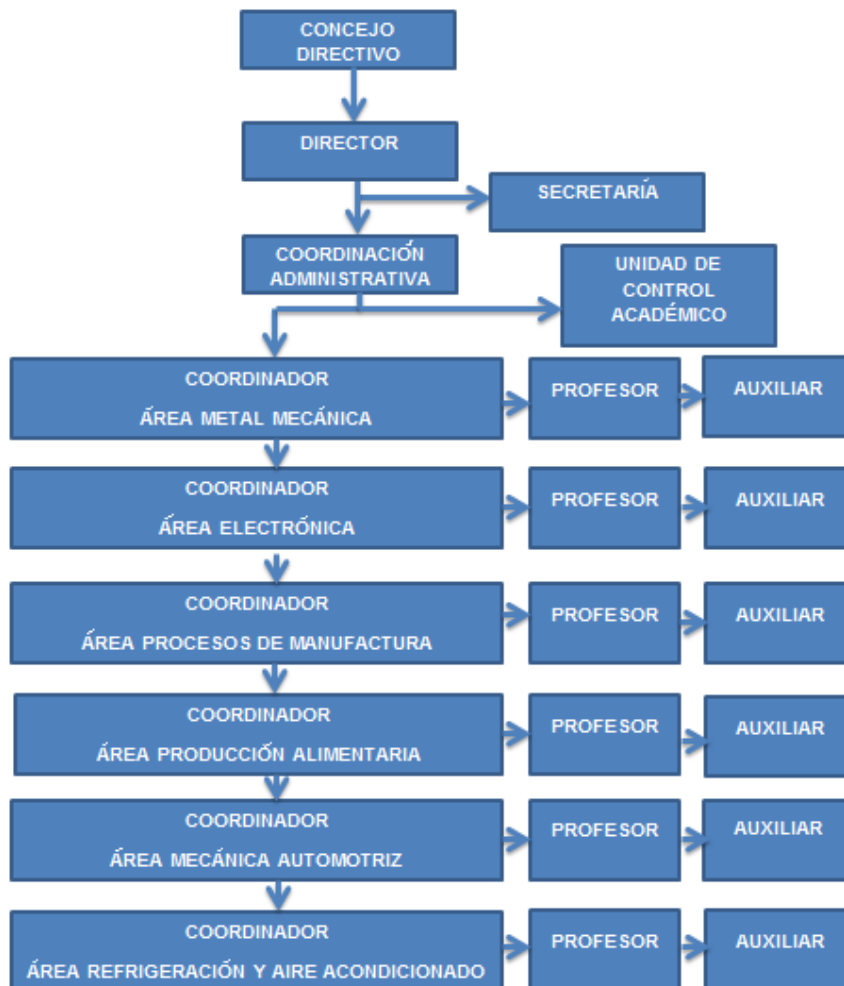 CONCEJO
DIRECTIVO
DIRECTOR
SECRETARÍA
COORDINACIÓN
ADMINISTRATIVA
UNIDAD DE
CONTROL
ACADÉMICO
COORDINADOR
ÁREA METAL MECÁNICA
PROFESOR
AUXILIAR
COORDINADOR
ÁREA ELECTRÓNICA
PROFESOR
AUXILIAR
COORDINADOR
ÁREA PROCESOS DE MANUFACTURA
PROFESOR
AUXILIAR
COORDINADOR
ÁREA PRODUCCIÓN ALIMENTARIA
PROFESOR
AUXILIAR
COORDINADOR
ÁREA MECÁNICA AUTOMOTRIZ
PROFESOR
AUXILIAR
COORDINADOR
ÁREA REFRIGERACIÓN Y AIRE ACONDICIONADO
PROFESOR
AUXILIAR